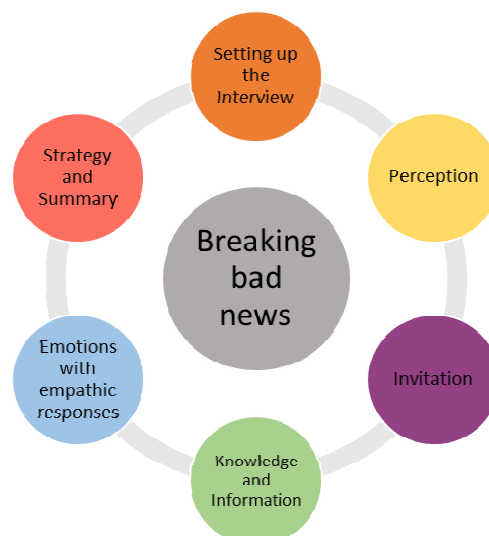 Setting up
the
Interview
Perception
Invitation
Knowledge
and
Information
Emotions
with
empathic
responses
Strategy
and
Summary
Breaking
bad
news